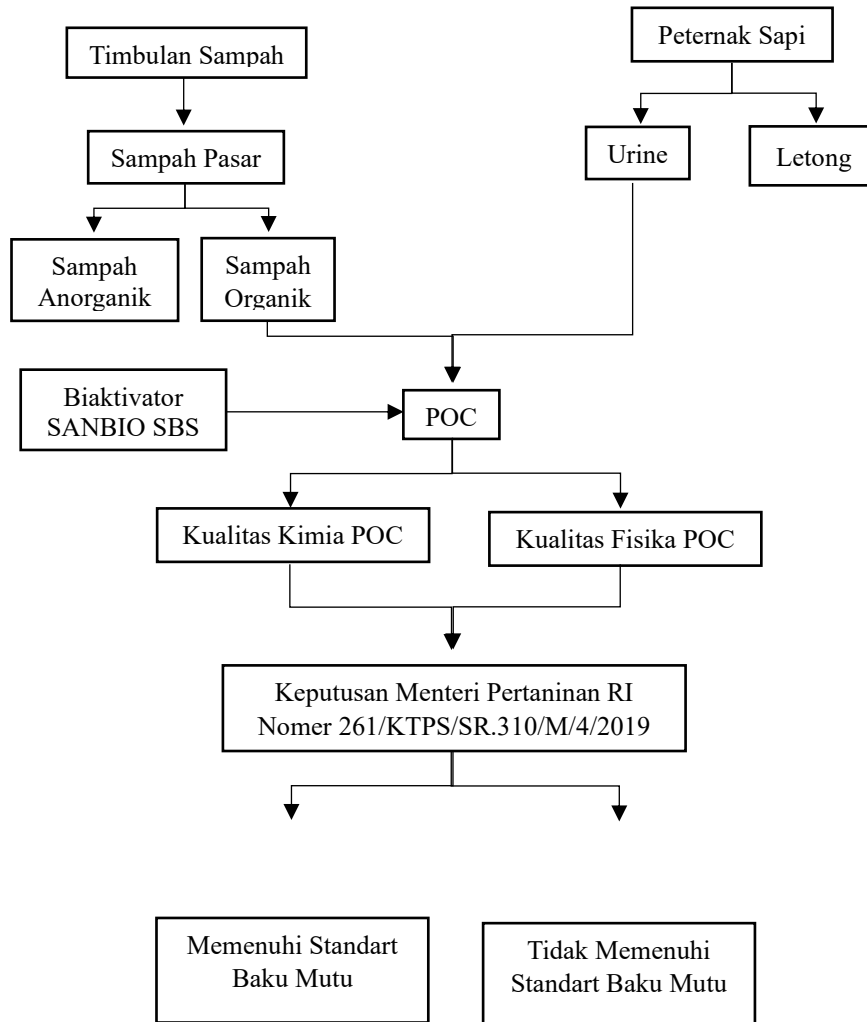 Timbulan Sampah
Peternak Sapi
Sampah Pasar
Urine
Letong
Sampah
Anorganik
Sampah
Organik
Biaktivator
SANBIO SBS
POC
Kualitas Kimia POC
Kualitas Fisika POC
Keputusan Menteri Pertaninan RI
Nomer 261/KTPS/SR.310/M/4/2019
Memenuhi Standart
Baku Mutu
Tidak Memenuhi
Standart Baku Mutu